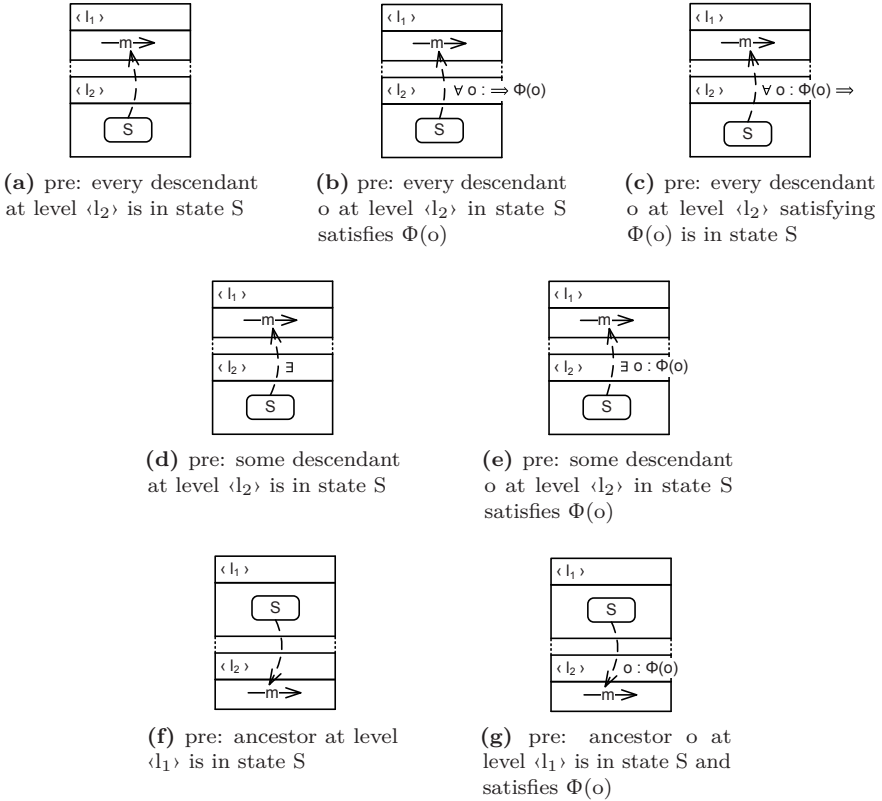 ‹ l₁ ›
m
‹ l₂ ›
S
‹ l₁ ›
m
‹ l₂ › ∀ o : ⟹ Φ(o)
S
‹ l₁ ›
m
‹ l₂ › ∀ o : Φ(o) ⟹
S
(a) pre: every descendant
at level ‹l₂› is in state S
(b) pre: every descendant
o at level ‹l₂› in state S
satisfies Φ(o)
(c) pre: every descendant
o at level ‹l₂› satisfying
Φ(o) is in state S
‹ l₁ ›
m
‹ l₂ › ∃
S
‹ l₁ ›
m
‹ l₂ › ∃ o : Φ(o)
S
(d) pre: some descendant
at level ‹l₂› is in state S
(e) pre: some descendant
o at level ‹l₂› in state S
satisfies Φ(o)
‹ l₁ ›
S
‹ l₂ ›
m
‹ l₁ ›
S
‹ l₂ › o : Φ(o)
m
(f) pre: ancestor at level
‹l₁› is in state S
(g) pre: ancestor o at
level ‹l₁› is in state S and
satisfies Φ(o)